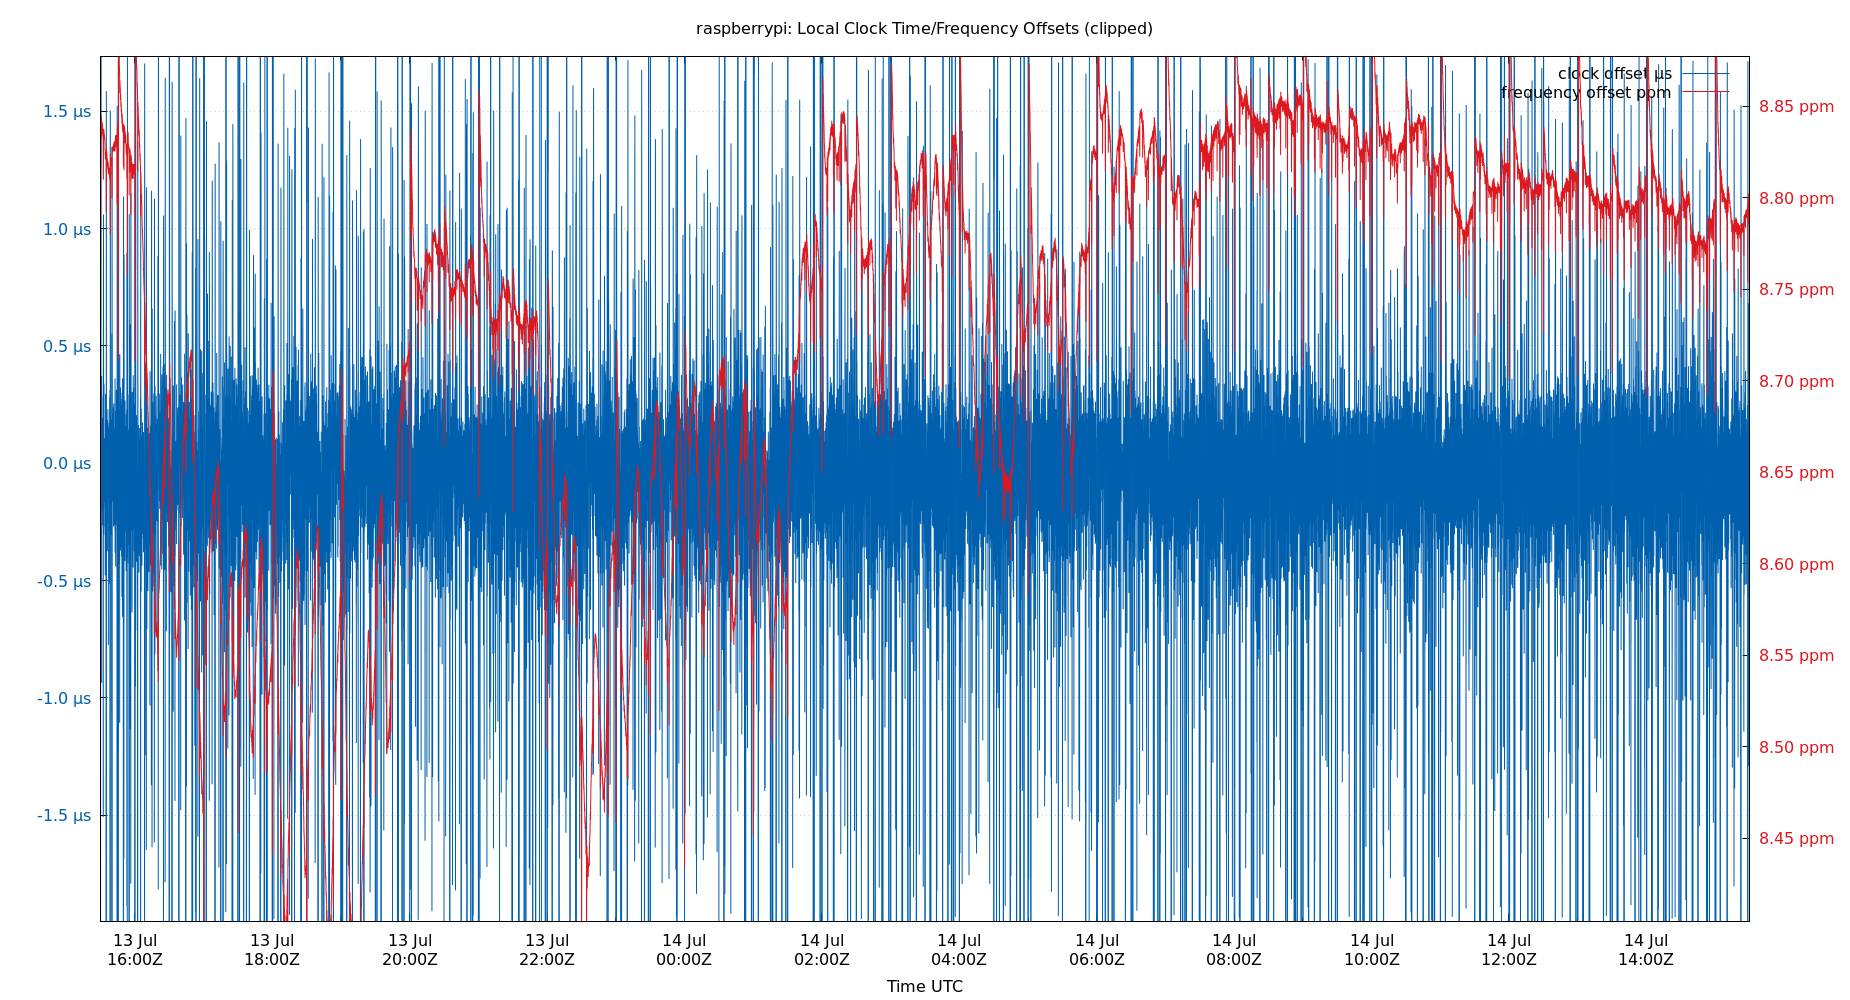 raspberrypi: Local Clock Time/Frequency Offsets (clipped)
clock offset µs
frequency offset ppm
1.5 µs
1.0 µs
0.5 µs
0.0 µs
-0.5 µs
-1.0 µs
-1.5 µs
8.85 ppm
8.80 ppm
8.75 ppm
8.70 ppm
8.65 ppm
8.60 ppm
8.55 ppm
8.50 ppm
8.45 ppm
13 Jul 13 Jul 13 Jul 13 Jul 14 Jul 14 Jul 14 Jul 14 Jul 14 Jul 14 Jul 14 Jul 14 Jul
16:00Z 18:00Z 20:00Z 22:00Z 00:00Z 02:00Z 04:00Z 06:00Z 08:00Z 10:00Z 12:00Z 14:00Z
Time UTC